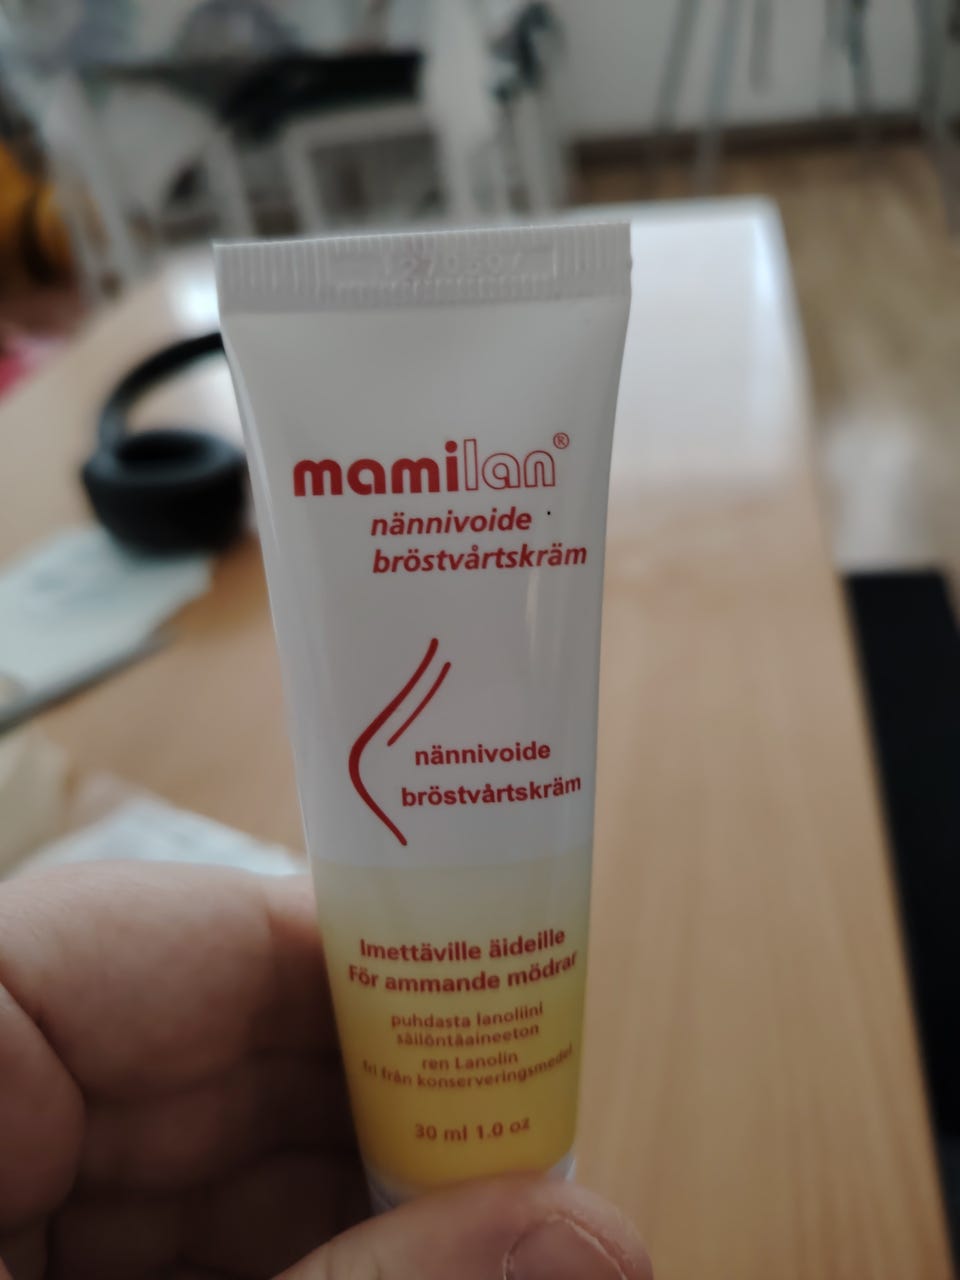 mamilan®
nännivoide
bröstvårtskräm
nännivoide
bröstvårtskräm
Imettäville äideille
För ammande mödrar
puhdasta lanoliini
säilöntäaineeton
ren Lanolin
fri från konserveringsmedel
30 ml 1.0 oz